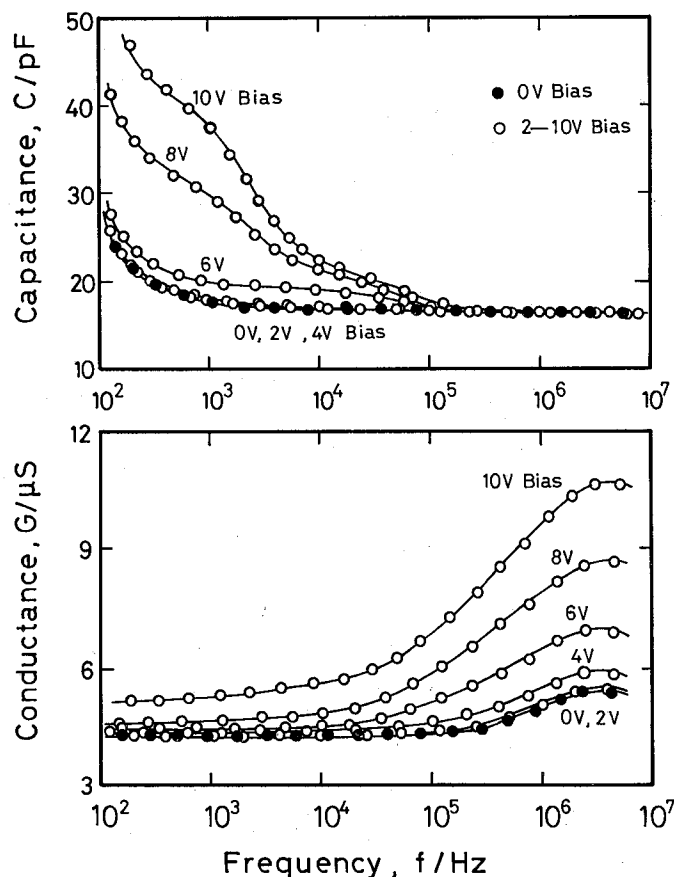 Capacitance, C/pF
50
40
30
20
10
10V Bias
8V
6V
0V, 2V, 4V Bias
● 0V Bias
○ 2—10V Bias
10² 10³ 10⁴ 10⁵ 10⁶ 10⁷
Conductance, G/µS
12
9
6
3
10V Bias
8V
6V
4V
0V, 2V
10² 10³ 10⁴ 10⁵ 10⁶ 10⁷
Frequency, f/Hz